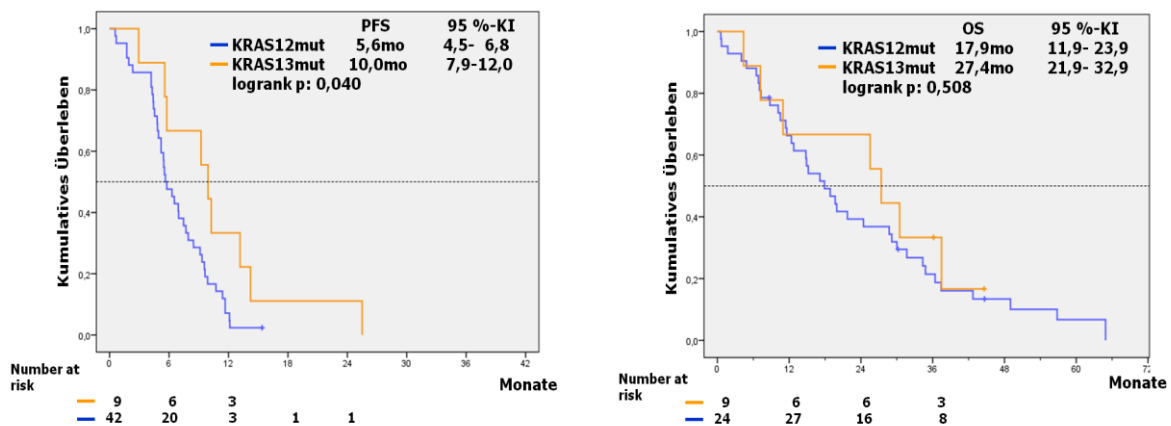 PFS 95 %-KI
KRAS12mut 5,6mo 4,5- 6,8
KRAS13mut 10,0mo 7,9-12,0
logrank p: 0,040
Kumulatives Überleben
1,0
0,8
0,6
0,4
0,2
0,0
0 6 12 18 24 30 36 42
Monate
Number at
risk
9 6 3
42 20 3 1 1
OS 95 %-KI
KRAS12mut 17,9mo 11,9- 23,9
KRAS13mut 27,4mo 21,9- 32,9
logrank p: 0,508
Kumulatives Überleben
1,0
0,8
0,6
0,4
0,2
0,0
0 12 24 36 48 60 72
Monate
Number at
risk
9 6 6 3
24 27 16 8